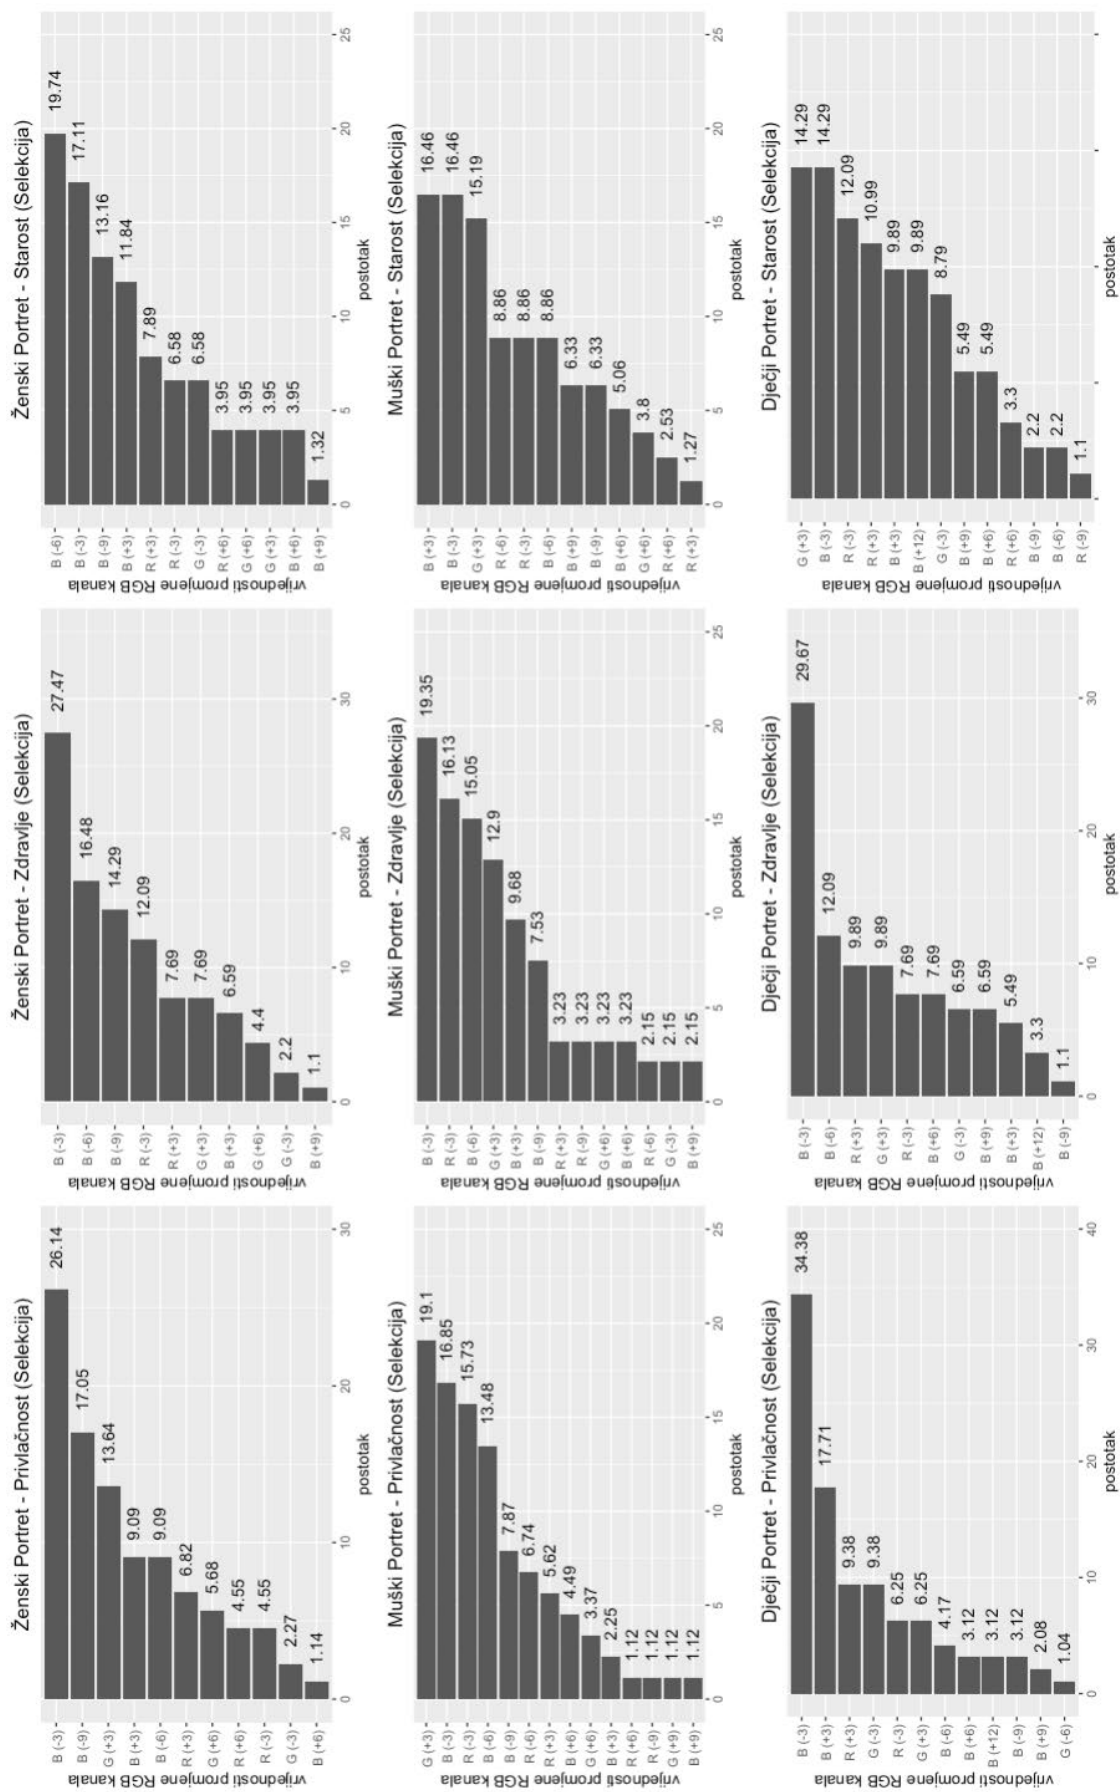 Ženski Portret - Privlačnost (Selekcija)
vrijednosti promjene RGB kanala
B (-3) 26.14
B (-9) 17.05
G (+3) 13.64
B (+3) 9.09
B (-6) 9.09
R (+3) 6.82
G (+6) 5.68
R (+6) 4.55
R (-3) 4.55
G (-3) 2.27
B (+6) 1.14
0 10 20 30
postotak
Ženski Portret - Zdravlje (Selekcija)
vrijednosti promjene RGB kanala
B (-3) 27.47
B (-6) 16.48
B (-9) 14.29
R (-3) 12.09
R (+3) 7.69
G (+3) 7.69
B (+3) 6.59
G (+6) 4.4
G (-3) 2.2
B (+9) 1.1
0 10 20 30
postotak
Ženski Portret - Starost (Selekcija)
vrijednosti promjene RGB kanala
B (-6) 19.74
B (-3) 17.11
B (-9) 13.16
B (+3) 11.84
R (+3) 7.89
R (-3) 6.58
G (-3) 6.58
R (+6) 3.95
G (+6) 3.95
G (+3) 3.95
B (+6) 3.95
B (+9) 1.32
0 5 10 15 20 25
postotak
Muški Portret - Privlačnost (Selekcija)
vrijednosti promjene RGB kanala
G (+3) 19.1
B (-3) 16.85
R (-3) 15.73
B (-6) 13.48
B (-9) 7.87
R (-6) 6.74
R (+3) 5.62
B (+6) 4.49
G (+6) 3.37
B (+3) 2.25
R (+6) 1.12
R (-9) 1.12
G (+9) 1.12
B (+9) 1.12
0 5 10 15 20 25
postotak
Muški Portret - Zdravlje (Selekcija)
vrijednosti promjene RGB kanala
B (-3) 19.35
R (-3) 16.13
B (-6) 15.05
G (+3) 12.9
B (+3) 9.68
B (-9) 7.53
R (+3) 3.23
R (-9) 3.23
G (+6) 3.23
B (+6) 3.23
R (-6) 2.15
G (-3) 2.15
B (+9) 2.15
0 5 10 15 20 25
postotak
Muški Portret - Starost (Selekcija)
vrijednosti promjene RGB kanala
B (+3) 16.46
B (-3) 16.46
G (+3) 15.19
R (-6) 8.86
R (-3) 8.86
B (-6) 8.86
B (+9) 6.33
B (-9) 6.33
B (+6) 5.06
G (+6) 3.8
R (+6) 2.53
R (+3) 1.27
0 5 10 15 20 25
postotak
Dječji Portret - Privlačnost (Selekcija)
vrijednosti promjene RGB kanala
B (-3) 34.38
B (+3) 17.71
R (+3) 9.38
G (-3) 9.38
R (-3) 6.25
G (+3) 6.25
B (-6) 4.17
B (+6) 3.12
B (+12) 3.12
B (-9) 3.12
B (+9) 2.08
G (-6) 1.04
0 10 20 30 40
postotak
Dječji Portret - Zdravlje (Selekcija)
vrijednosti promjene RGB kanala
B (-3) 29.67
B (-6) 12.09
R (+3) 9.89
G (+3) 9.89
R (-3) 7.69
B (+6) 7.69
G (-3) 6.59
B (+9) 6.59
B (+3) 5.49
B (+12) 3.3
B (-9) 1.1
0 10 20 30
postotak
Dječji Portret - Starost (Selekcija)
vrijednosti promjene RGB kanala
G (+3) 14.29
B (-3) 14.29
R (-3) 12.09
R (+3) 10.99
B (+3) 9.89
B (+12) 9.89
G (-3) 8.79
B (+9) 5.49
B (+6) 5.49
R (+6) 3.3
B (-9) 2.2
B (-6) 2.2
R (-9) 1.1
postotak